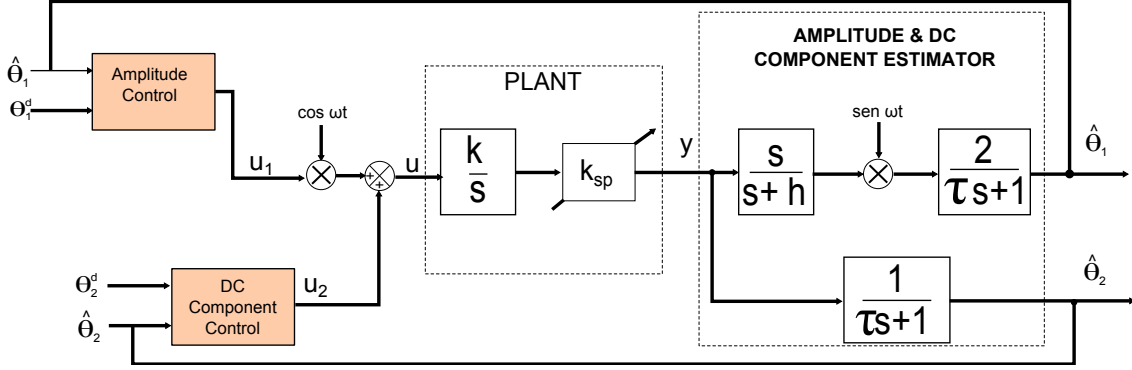 AMPLITUDE & DC
COMPONENT ESTIMATOR
PLANT
Amplitude
Control
θ̂₁
Θ₁ᵈ
cos ωt
sen ωt
u₁
u
k
s
kₛₚ
y
s
s+h
2
τs+1
θ̂₁
+
+
Θ₂ᵈ
θ̂₂
DC
Component
Control
u₂
1
τs+1
θ̂₂